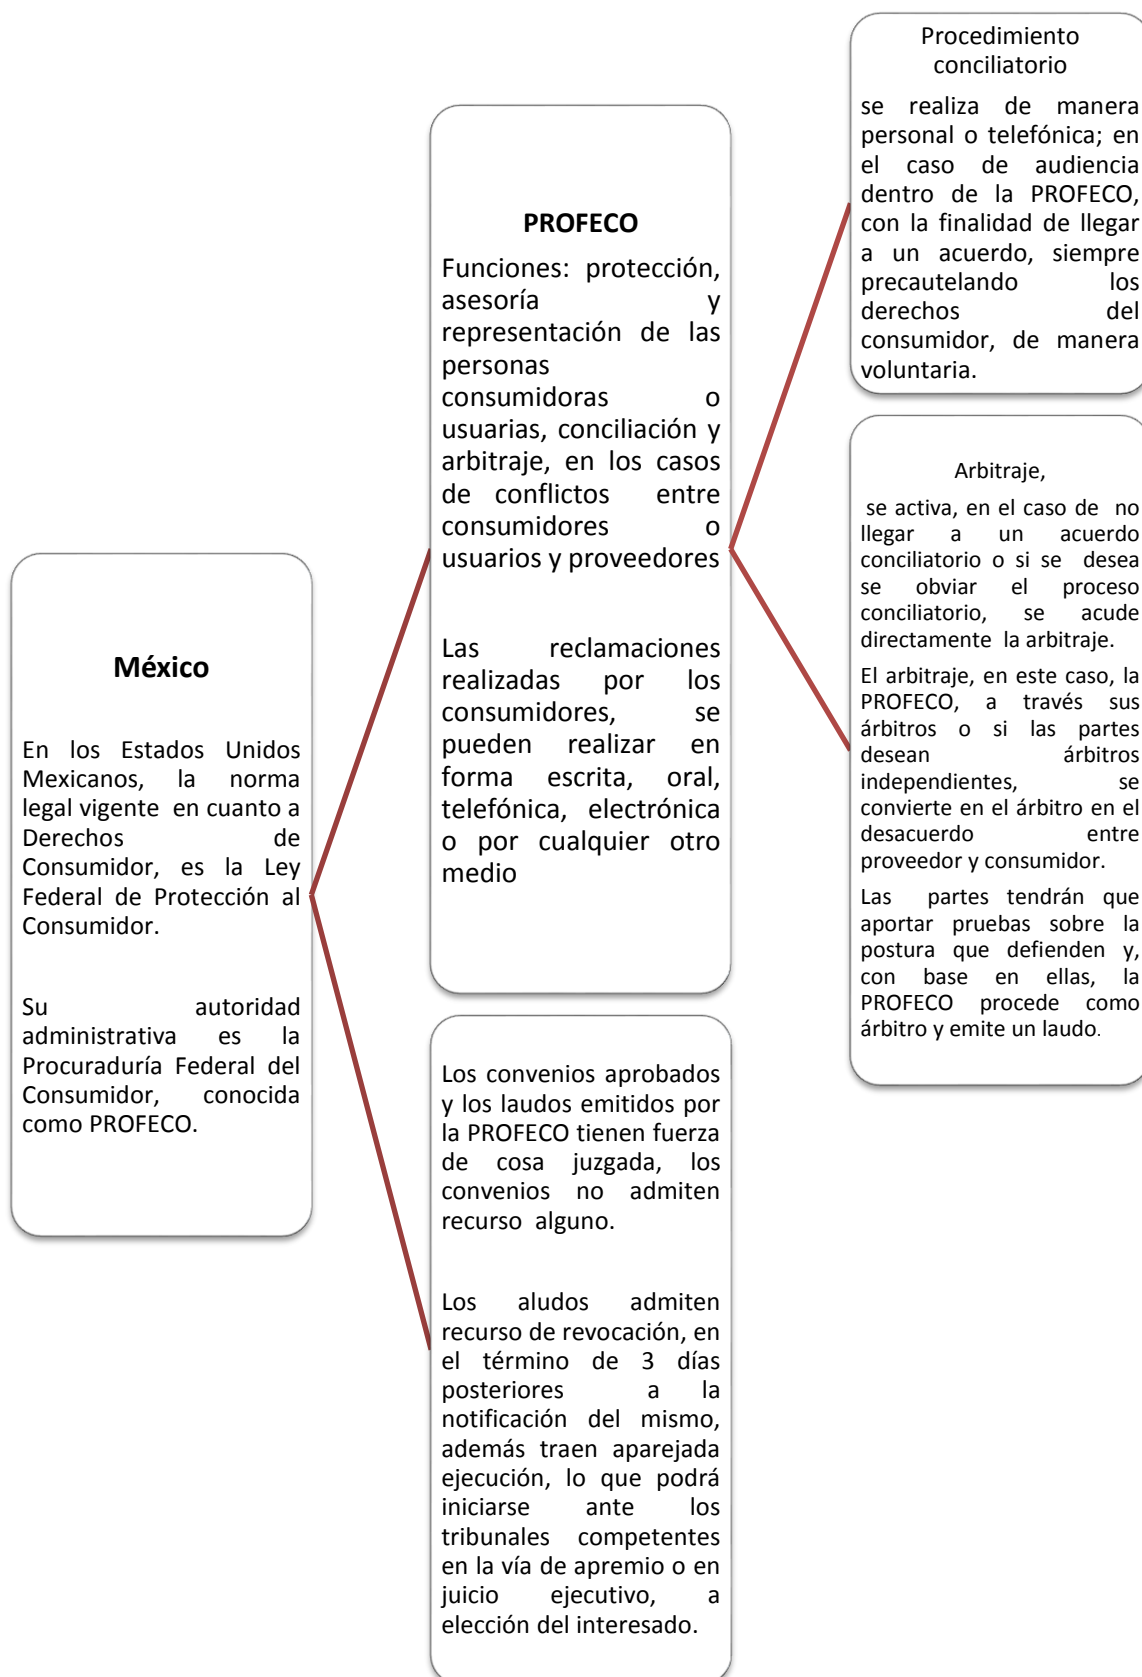 México
En los Estados Unidos
Mexicanos, la norma
legal vigente en cuanto a
Derechos de
Consumidor, es la Ley
Federal de Protección al
Consumidor.
Su autoridad
administrativa es la
Procuraduría Federal del
Consumidor, conocida
como PROFECO.
PROFECO
Funciones: protección,
asesoría y
representación de las
personas
consumidoras o
usuarias, conciliación y
arbitraje, en los casos
de conflictos entre
consumidores o
usuarios y proveedores
Las reclamaciones
realizadas por los
consumidores, se
pueden realizar en
forma escrita, oral,
telefónica, electrónica
o por cualquier otro
medio
Procedimiento
conciliatorio
se realiza de manera
personal o telefónica; en
el caso de audiencia
dentro de la PROFECO,
con la finalidad de llegar
a un acuerdo, siempre
precautelando los
derechos del
consumidor, de manera
voluntaria.
Arbitraje,
se activa, en el caso de no
llegar a un acuerdo
conciliatorio o si se desea
se obviar el proceso
conciliatorio, se acude
directamente la arbitraje.
El arbitraje, en este caso, la
PROFECO, a través sus
árbitros o si las partes
desean árbitros
independientes, se
convierte en el árbitro en el
desacuerdo entre
proveedor y consumidor.
Las partes tendrán que
aportar pruebas sobre la
postura que defienden y,
con base en ellas, la
PROFECO procede como
árbitro y emite un laudo.
Los convenios aprobados
y los laudos emitidos por
la PROFECO tienen fuerza
de cosa juzgada, los
convenios no admiten
recurso alguno.
Los aludos admiten
recurso de revocación, en
el término de 3 días
posteriores a la
notificación del mismo,
además traen aparejada
ejecución, lo que podrá
iniciarse ante los
tribunales competentes
en la vía de apremio o en
juicio ejecutivo, a
elección del interesado.